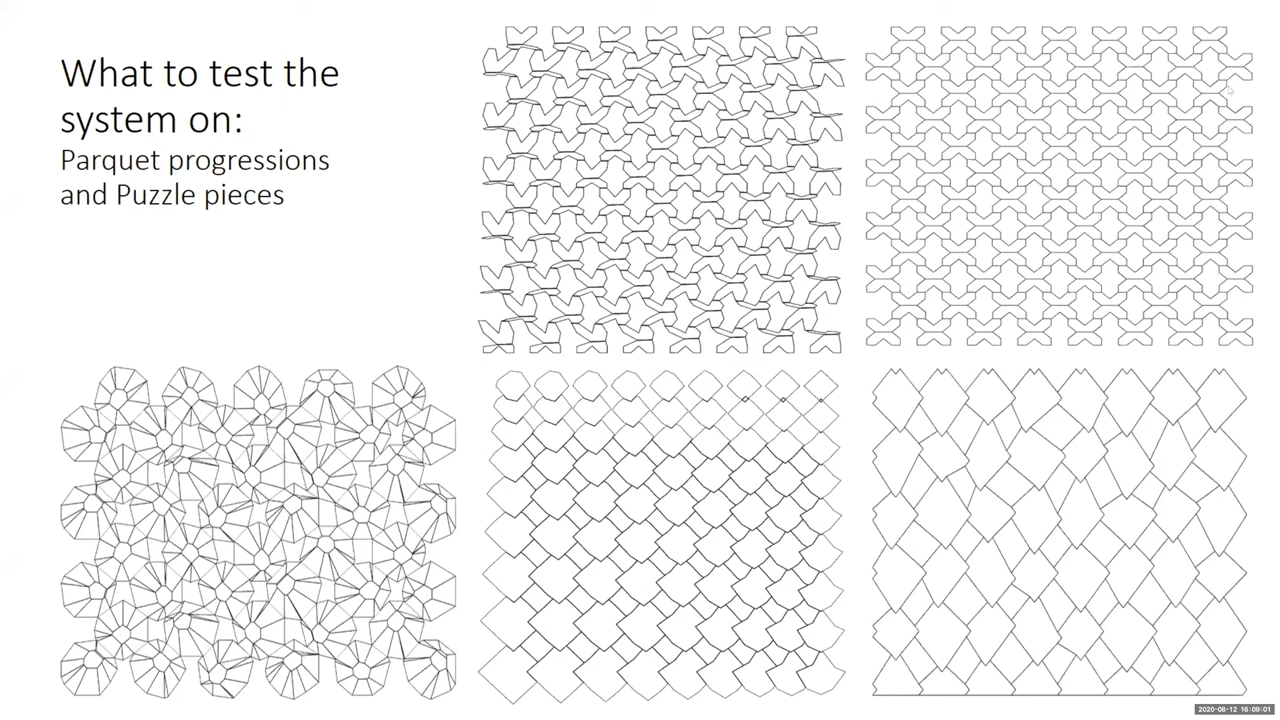 What to test the
system on:
Parquet progressions
and Puzzle pieces
2020-08-12 16:09:01